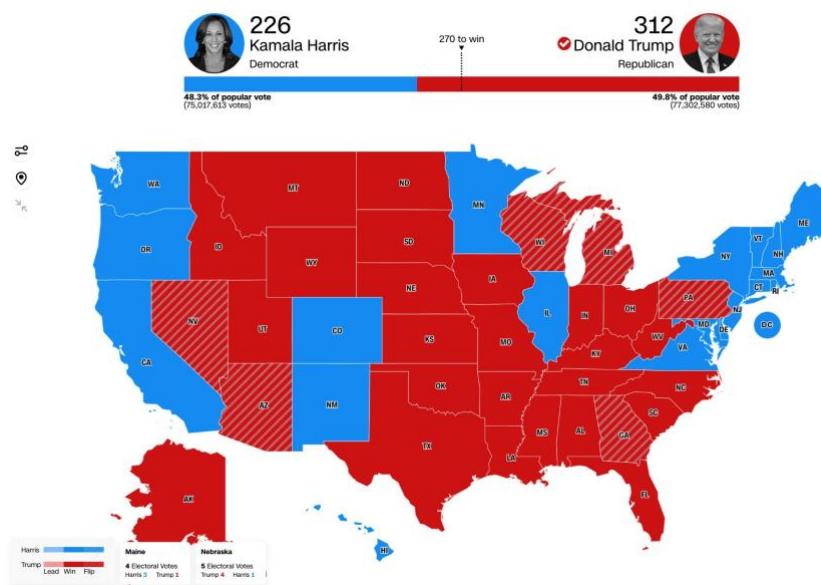 226
Kamala Harris
Democrat
270 to win
312
Donald Trump
Republican
48.3% of popular vote
(75,017,613 votes)
49.8% of popular vote
(77,302,580 votes)
WA
MT
ND
MN
ME
OR
ID
SD
WI
MI
NY
VT
NH
MA
CT
RI
WY
IA
NE
PA
NJ
NV
UT
CO
IL
IN
OH
MD
DE
DC
CA
KS
MO
KY
WV
VA
AZ
NM
OK
AR
TN
NC
SC
MS
AL
GA
TX
LA
FL
AK
HI
Harris
Trump
Lead Win Flip
Maine
4 Electoral Votes
Harris 3 Trump 1
Nebraska
5 Electoral Votes
Trump 4 Harris 1